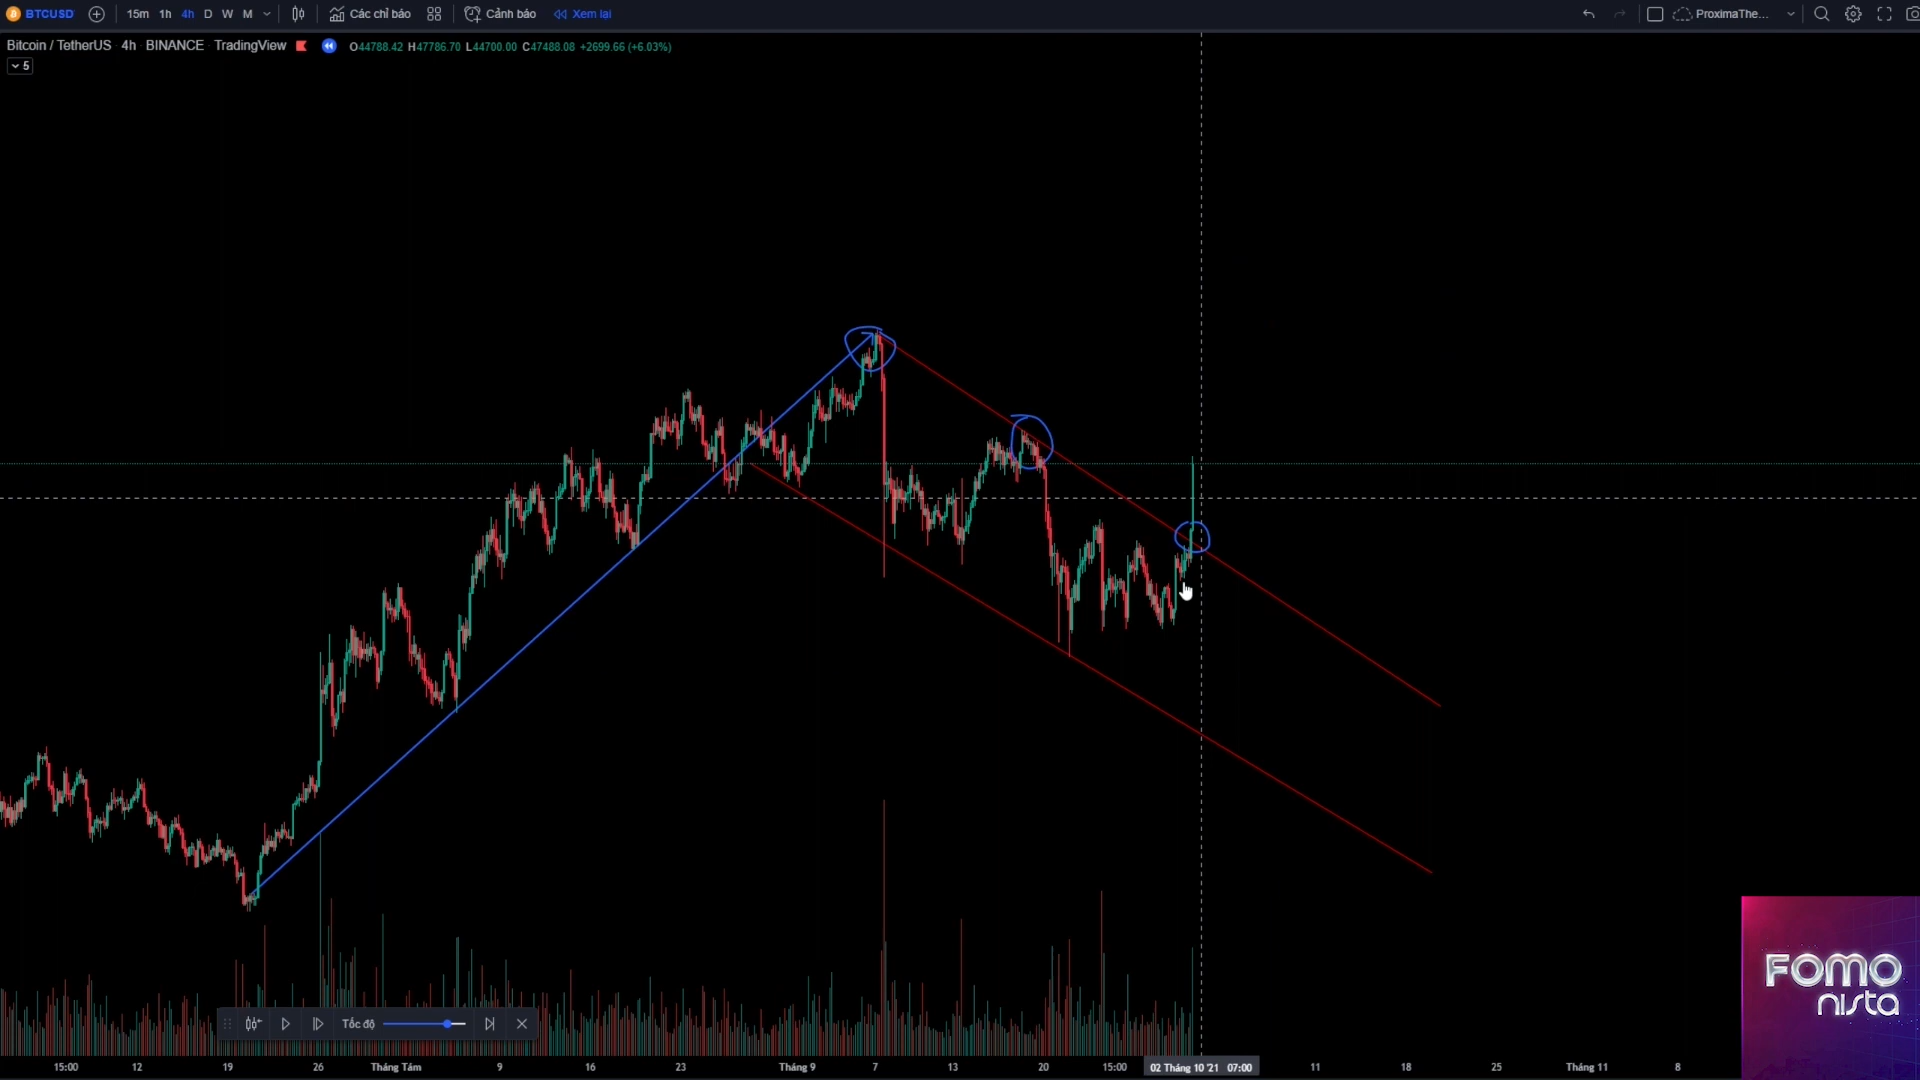 BTCUSD 15m 1h 4h D W M Các chỉ báo Cảnh báo Xem lại ProximaThe...
Bitcoin / TetherUS 4h BINANCE TradingView O44788.42 H47786.70 L44700.00 C47488.08 +2699.66 (+6.03%)
5
Tốc độ
15:00 12 19 26 Tháng Tám 9 16 23 Tháng 9 7 13 20 15:00 02 Tháng 10 '21 07:00 11 18 25 Tháng 11 8
FOMO
nista